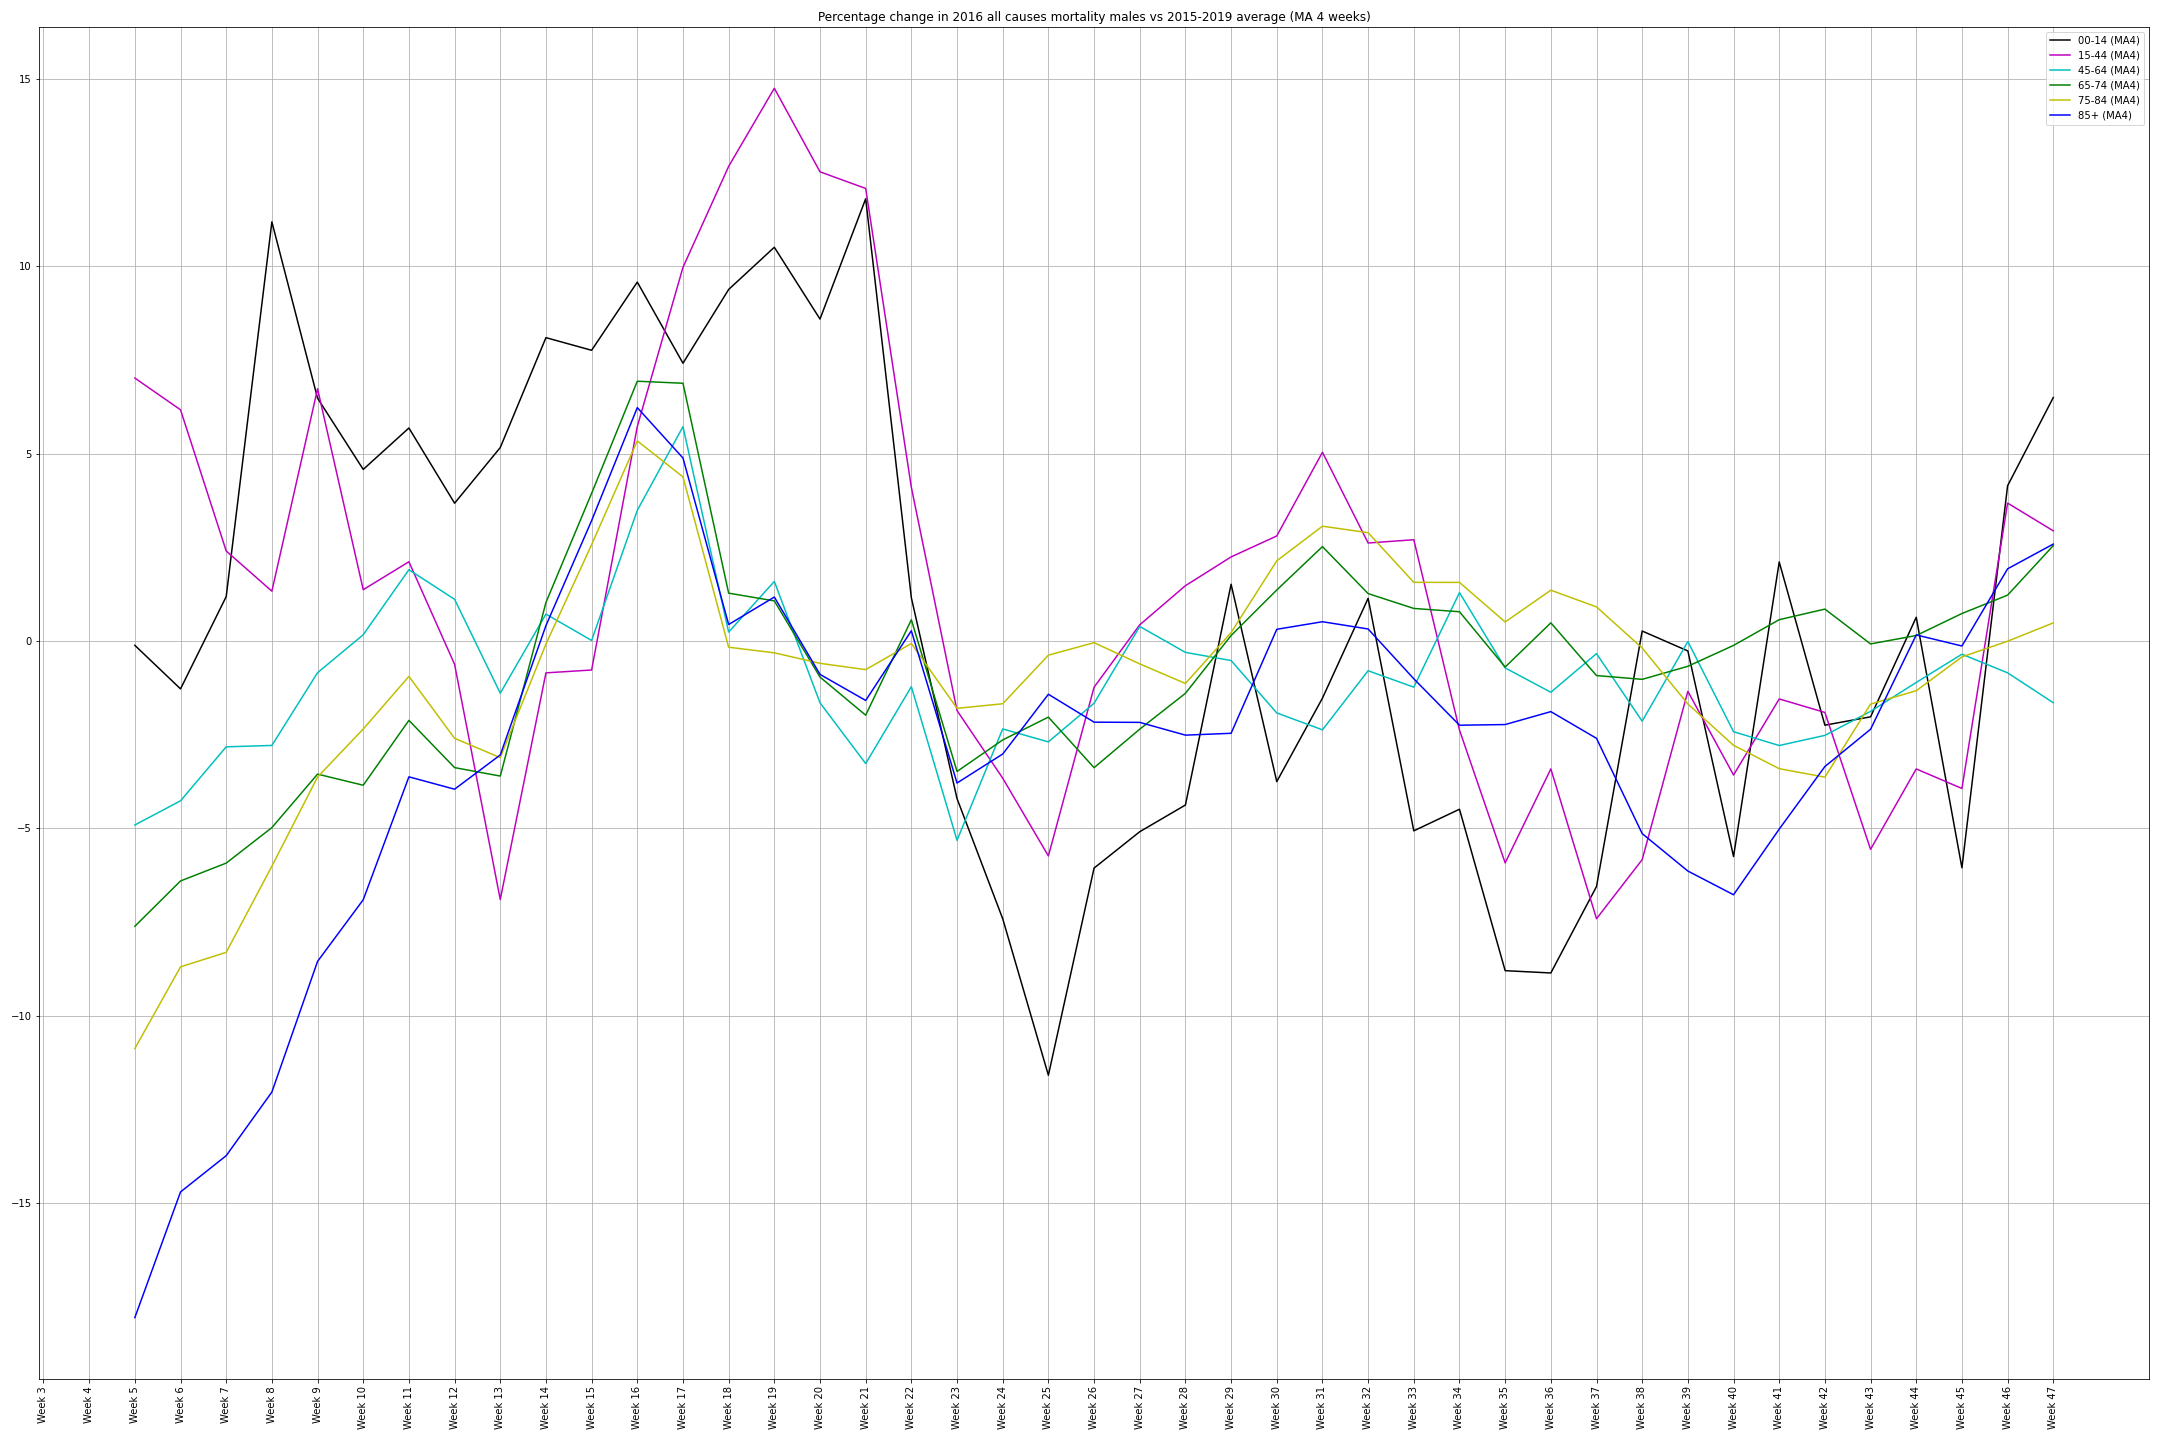 Percentage change in 2016 all causes mortality males vs 2015-2019 average (MA 4 weeks)
00-14 (MA4)
15-44 (MA4)
45-64 (MA4)
65-74 (MA4)
75-84 (MA4)
85+ (MA4)
15
10
5
0
−5
−10
−15
Week 3
Week 4
Week 5
Week 6
Week 7
Week 8
Week 9
Week 10
Week 11
Week 12
Week 13
Week 14
Week 15
Week 16
Week 17
Week 18
Week 19
Week 20
Week 21
Week 22
Week 23
Week 24
Week 25
Week 26
Week 27
Week 28
Week 29
Week 30
Week 31
Week 32
Week 33
Week 34
Week 35
Week 36
Week 37
Week 38
Week 39
Week 40
Week 41
Week 42
Week 43
Week 44
Week 45
Week 46
Week 47